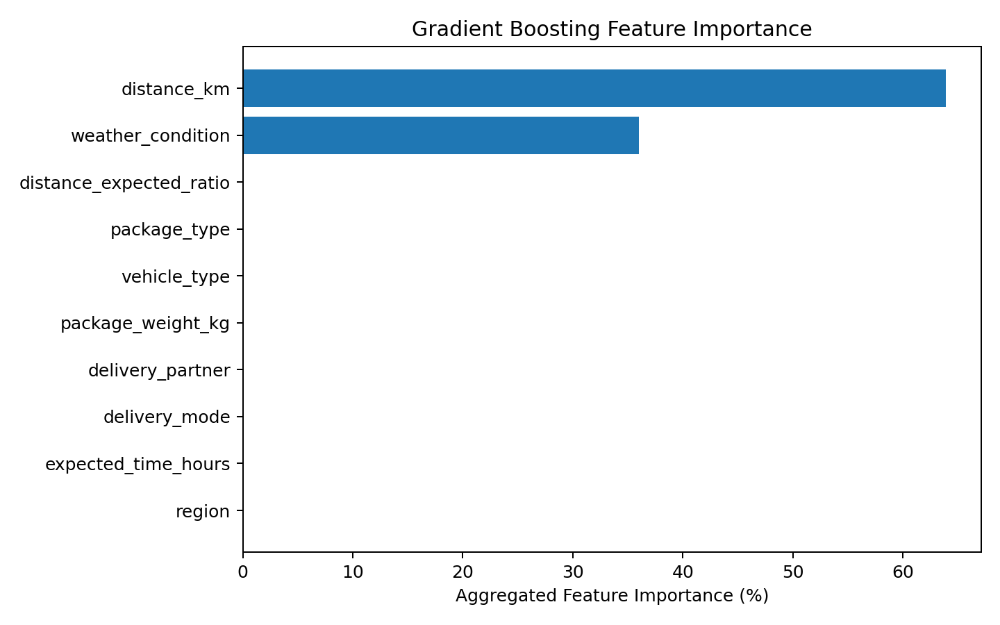 Gradient Boosting Feature Importance
distance_km
weather_condition
distance_expected_ratio
package_type
vehicle_type
package_weight_kg
delivery_partner
delivery_mode
expected_time_hours
region
0 10 20 30 40 50 60
Aggregated Feature Importance (%)